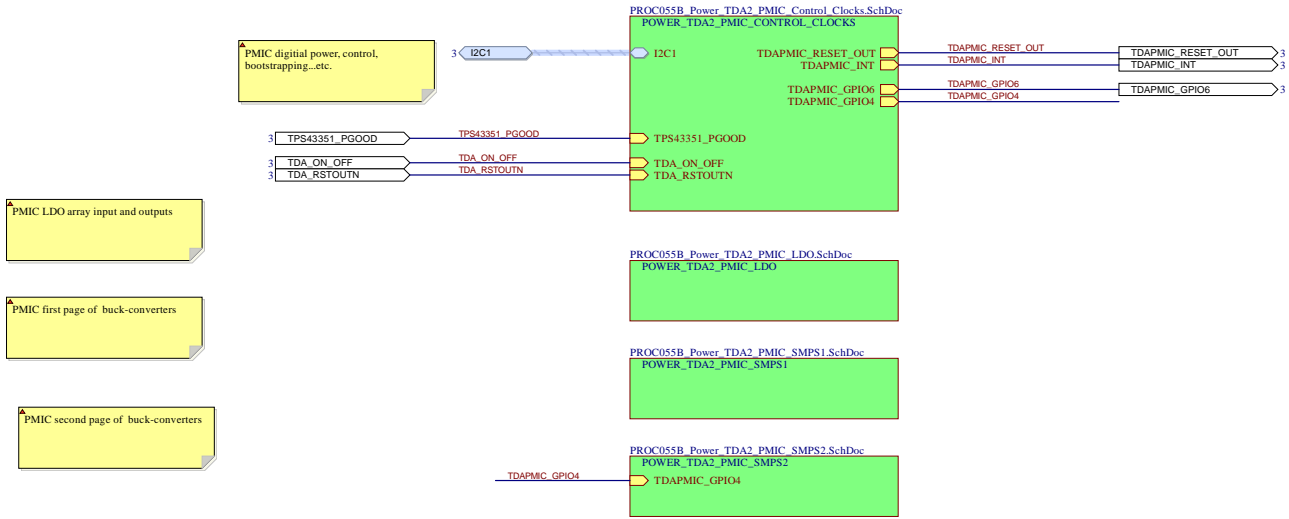 PROC055B_Power_TDA2_PMIC_Control_Clocks.SchDoc
POWER_TDA2_PMIC_CONTROL_CLOCKS
PMIC digitial power, control,
bootstrapping...etc.
3
I2C1
I2C1
TDAPMIC_RESET_OUT
TDAPMIC_RESET_OUT
TDAPMIC_RESET_OUT
3
TDAPMIC_INT
TDAPMIC_INT
TDAPMIC_INT
3
TDAPMIC_GPIO6
TDAPMIC_GPIO6
TDAPMIC_GPIO6
3
TDAPMIC_GPIO4
TDAPMIC_GPIO4
3
TPS43351_PGOOD
TPS43351_PGOOD
TPS43351_PGOOD
3
TDA_ON_OFF
TDA_ON_OFF
TDA_ON_OFF
3
TDA_RSTOUTN
TDA_RSTOUTN
TDA_RSTOUTN
PMIC LDO array input and outputs
PROC055B_Power_TDA2_PMIC_LDO.SchDoc
POWER_TDA2_PMIC_LDO
PMIC first page of buck-converters
PROC055B_Power_TDA2_PMIC_SMPS1.SchDoc
POWER_TDA2_PMIC_SMPS1
PMIC second page of buck-converters
PROC055B_Power_TDA2_PMIC_SMPS2.SchDoc
POWER_TDA2_PMIC_SMPS2
TDAPMIC_GPIO4
TDAPMIC_GPIO4